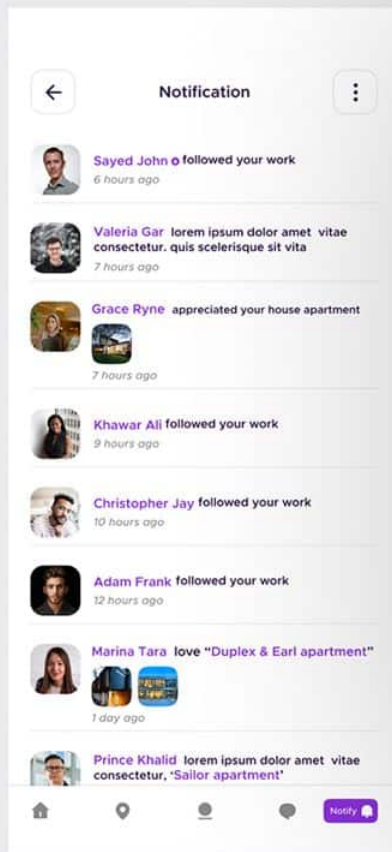 Notification
Sayed John followed your work
6 hours ago
Valeria Gar lorem ipsum dolor amet vitae
consectetur. quis scelerisque sit vita
7 hours ago
Grace Ryne appreciated your house apartment
7 hours ago
Khawar Ali followed your work
9 hours ago
Christopher Jay followed your work
10 hours ago
Adam Frank followed your work
12 hours ago
Marina Tara love “Duplex & Earl apartment”
1 day ago
Prince Khalid lorem ipsum dolor amet vitae
consectetur, ‘Sailor apartment’
Notify